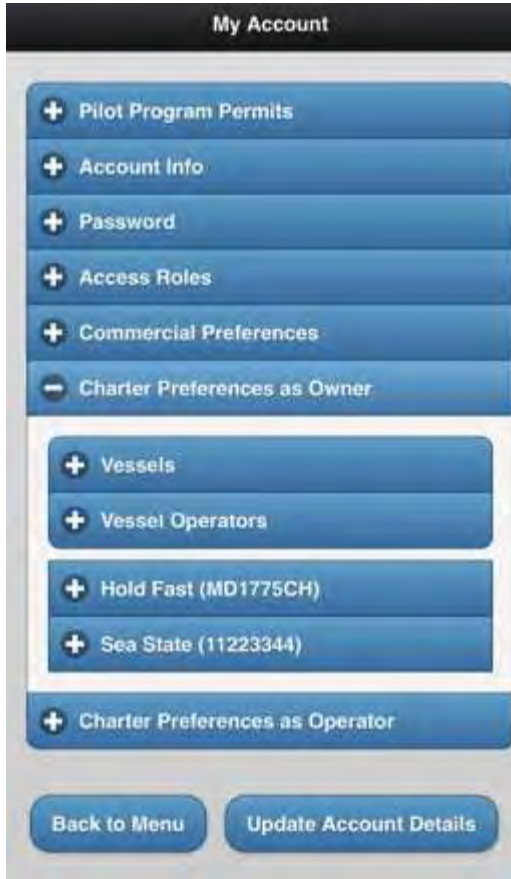 My Account
Pilot Program Permits
Account Info
Password
Access Roles
Commercial Preferences
Charter Preferences as Owner
Vessels
Vessel Operators
Hold Fast (MD1775CH)
Sea State (11223344)
Charter Preferences as Operator
Back to Menu
Update Account Details